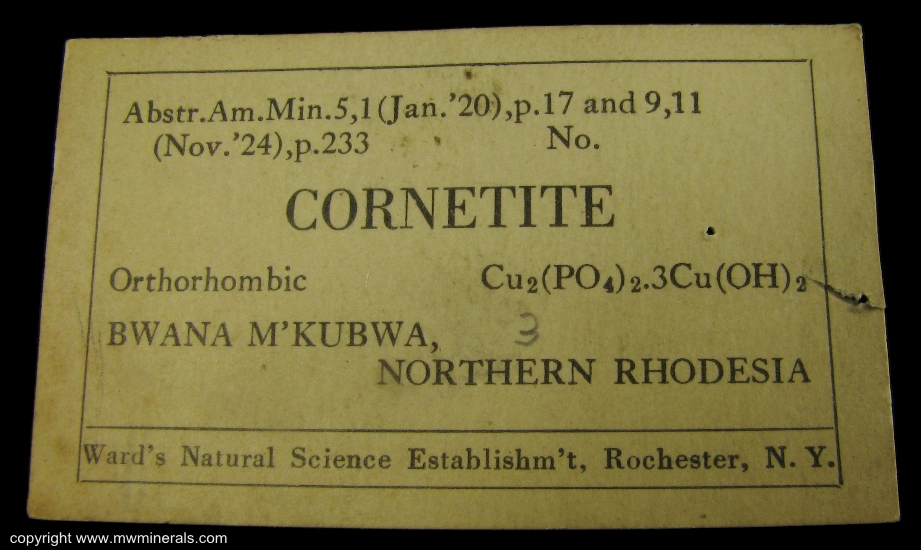 Abstr.Am.Min.5,1(Jan.'20),p.17 and 9,11
(Nov.'24),p.233 No.
CORNETITE
Orthorhombic Cu₂(PO₄)₂.3Cu(OH)₂
BWANA M'KUBWA, 3
NORTHERN RHODESIA
Ward's Natural Science Establishm't, Rochester, N. Y.
copyright www.mwminerals.com